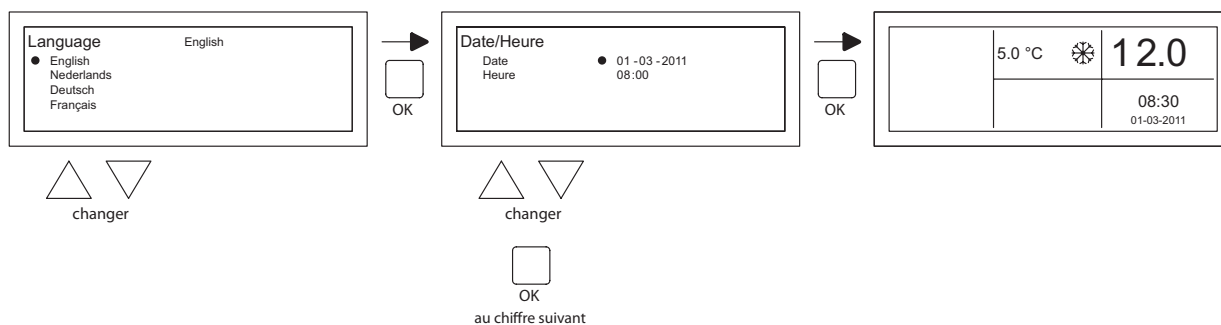 Language English
English
Nederlands
Deutsch
Français
changer
OK
Date/Heure
Date 01-03-2011
Heure 08:00
changer
OK
au chiffre suivant
OK
5.0 °C 12.0
08:30
01-03-2011